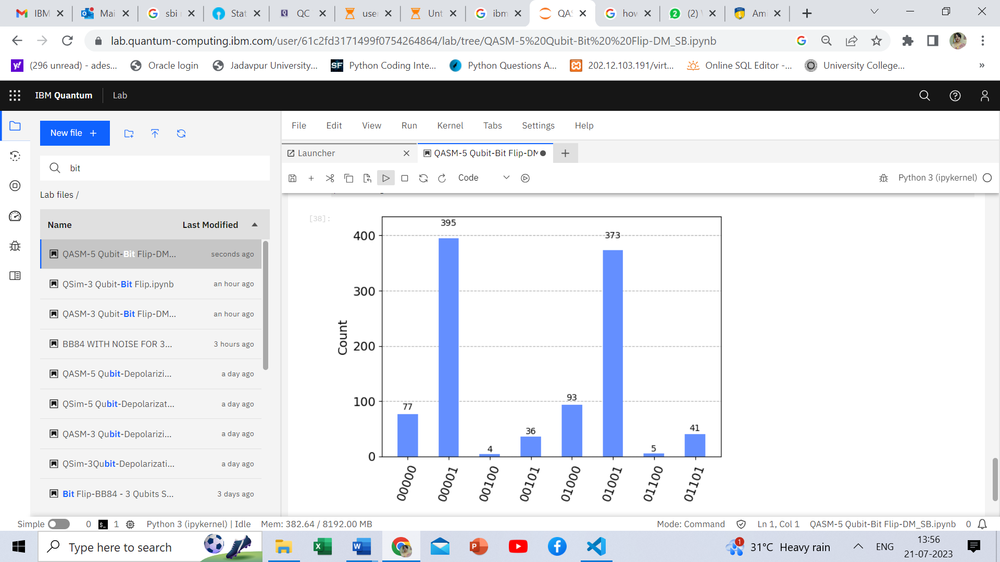 IBM
Mai
sbi r
Stat
QC
user
Unt
ibm
QAS
how
(2)
Ami
lab.quantum-computing.ibm.com/user/61c2fd3171499f0754264864/lab/tree/QASM-5%20Qubit-Bit%20%20Flip-DM_SB.ipynb
(296 unread) - ades...
Oracle login
Jadavpur University...
SF
Python Coding Inte...
Python Questions A...
202.12.103.191/virt...
Online SQL Editor -...
University College...
»
IBM Quantum
Lab
New file +
File
Edit
View
Run
Kernel
Tabs
Settings
Help
Launcher
QASM-5 Qubit-Bit Flip-DM
bit
Code
Python 3 (ipykernel)
Lab files /
Name
Last Modified
QASM-5 Qubit-Bit Flip-DM...
seconds ago
QSim-3 Qubit-Bit Flip.ipynb
an hour ago
QASM-3 Qubit-Bit Flip-DM...
an hour ago
BB84 WITH NOISE FOR 3...
3 hours ago
QASM-5 Qubit-Depolarizi...
a day ago
QSim-5 Qubit-Depolarizat...
a day ago
QASM-3 Qubit-Depolarizi...
a day ago
QSim-3Qubit-Depolarizati...
a day ago
Bit Flip-BB84 - 3 Qubits S...
3 days ago
[38]:
Count
400
300
200
100
0
77
395
4
36
93
373
5
41
00000
00001
00100
00101
01000
01001
01100
01101
Simple
0
1
Python 3 (ipykernel) | Idle
Mem: 382.64 / 8192.00 MB
Mode: Command
Ln 1, Col 1
QASM-5 Qubit-Bit Flip-DM_SB.ipynb
0
Type here to search
1
31°C Heavy rain
ENG
13:56
21-07-2023